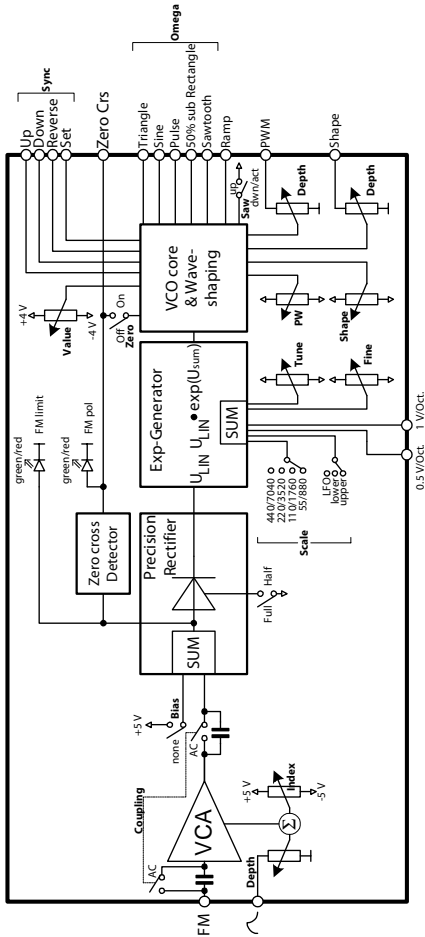 Sync
Up
Down
Reverse
Set
Zero Crs
Omega
Triangle
Sine
Pulse
50% sub Rectangle
Sawtooth
Ramp
PWM
Shape
+4 V
-4 V
Value
On
Off
Zero
VCO core
& Wave-
shaping
up
dwn/act
Saw
Depth
Depth
PW
Shape
green/red
FM limit
green/red
FM pol
Zero cross
Detector
Exp-Generator
U LIN U LIN • exp(U sum)
SUM
Tune
Fine
Precision
Rectifier
SUM
Full
Half
440/7040
220/3520
110/1760
55/880
LFO
lower
upper
Scale
0,5 V/Oct.
1 V/Oct.
+5 V
none
Bias
AC
Coupling
AC
VCA
FM
Depth
Σ
+5 V
-5 V
Index